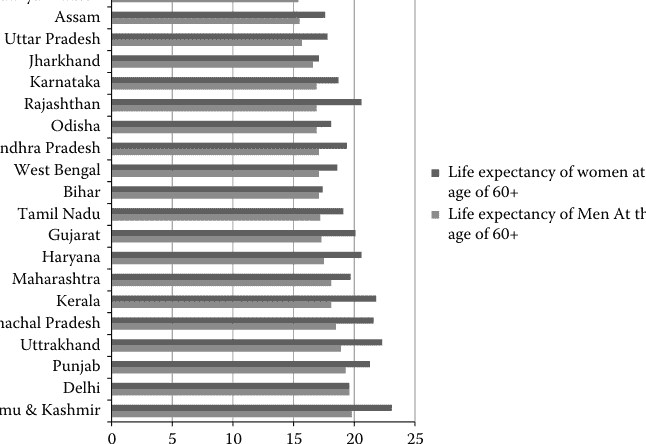 Assam
Uttar Pradesh
Jharkhand
Karnataka
Rajashthan
Odisha
ndhra Pradesh
West Bengal
Bihar
Tamil Nadu
Gujarat
Haryana
Maharashtra
Kerala
nachal Pradesh
Uttrakhand
Punjab
Delhi
mu & Kashmir
0 5 10 15 20 25
Life expectancy of women at
age of 60+
Life expectancy of Men At th
age of 60+